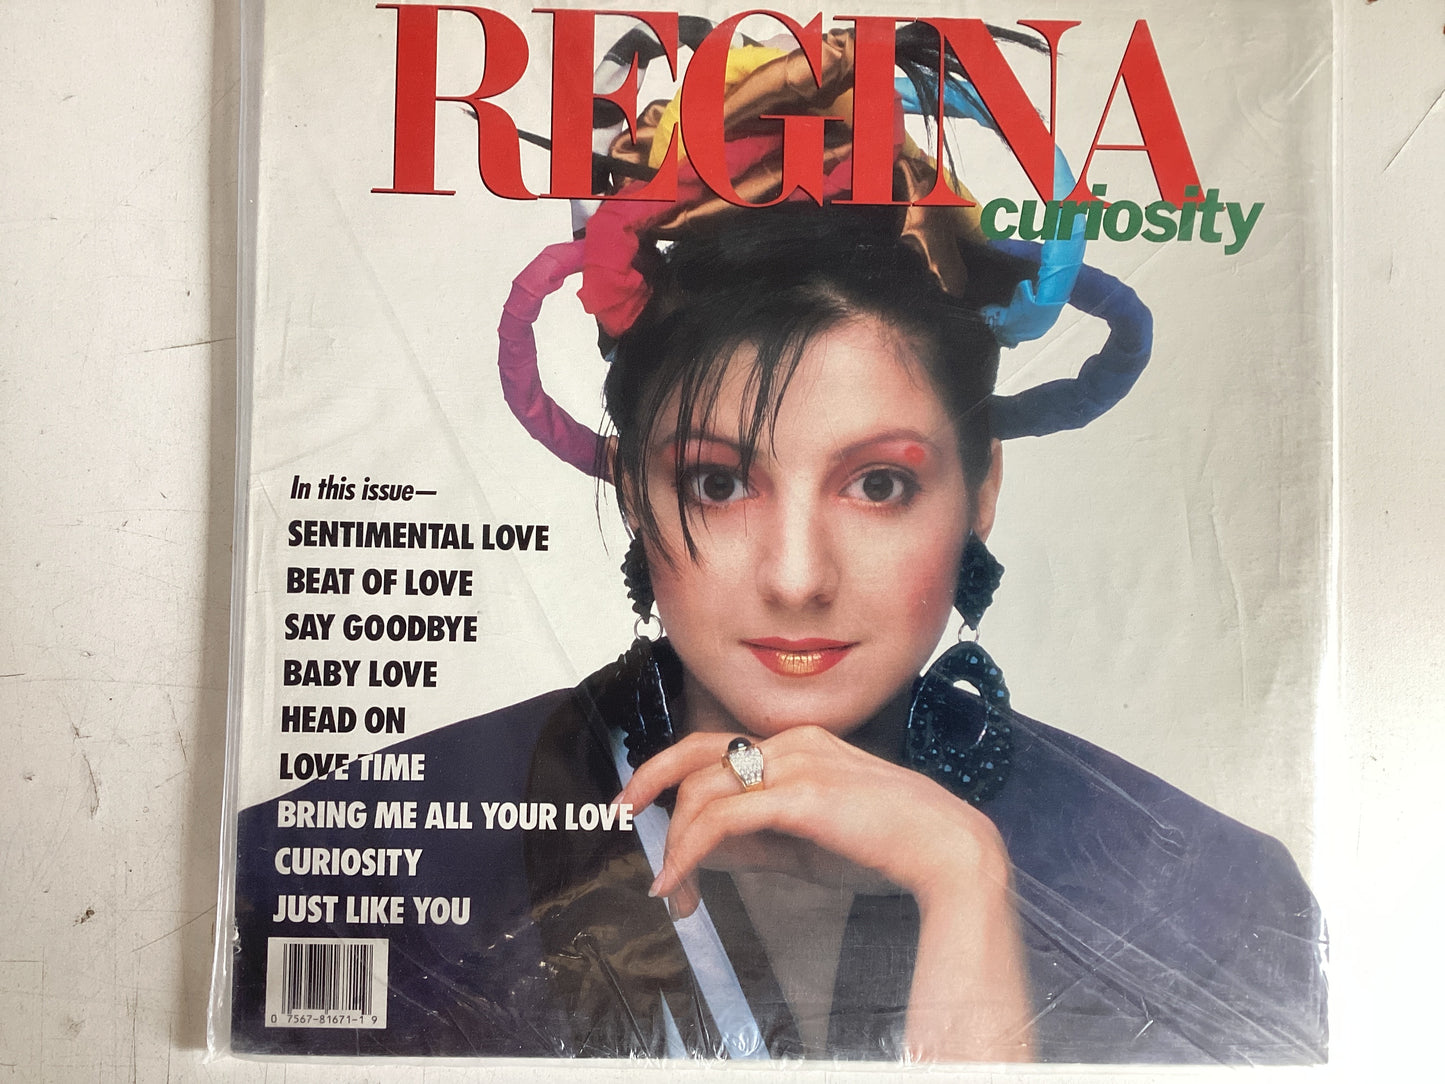 REGINA
curiosity
In this issue—
SENTIMENTAL LOVE
BEAT OF LOVE
SAY GOODBYE
BABY LOVE
HEAD ON
LOVE TIME
BRING ME ALL YOUR LOVE
CURIOSITY
JUST LIKE YOU
0 7567-81671-1 9